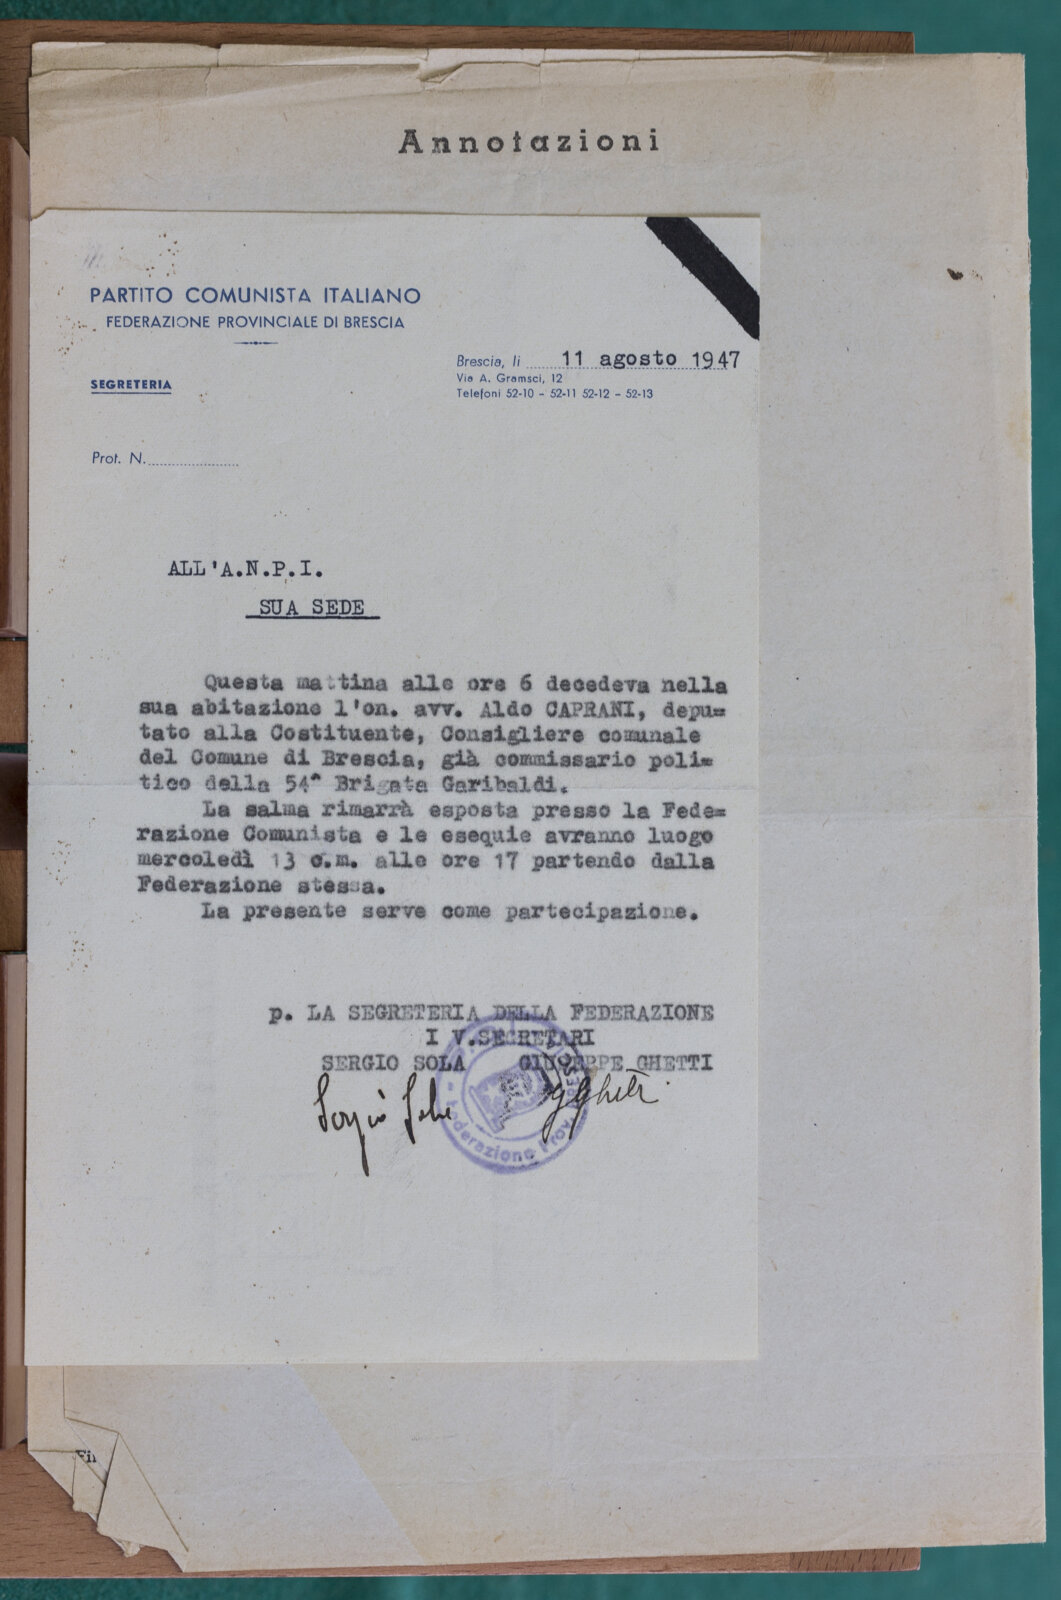 Annotazioni
PARTITO COMUNISTA ITALIANO
FEDERAZIONE PROVINCIALE DI BRESCIA
Brescia, li 11 agosto 1947
Via A. Gramsci, 12
SEGRETERIA
Telefoni 52-10 - 52-11 52-12 - 52-13
Prot. N.
ALL'A.N.P.I.
SUA SEDE
Questa mattina alle ore 6 decedeva nella
sua abitazione l'on. avv. Aldo CAPRANI, depu=
tato alla Costituente, Consigliere comunale
del Comune di Brescia, già commissario poli=
tico della 54^ Brigata Garibaldi.
La salma rimarrà esposta presso la Fede=
razione Comunista e le esequie avranno luogo
mercoledì 13 c.m. alle ore 17 partendo dalla
Federazione stessa.
La presente serve come partecipazione.
p. LA SEGRETERIA DELLA FEDERAZIONE
I V.SEGRETARI
SERGIO SOLA GIUSEPPE GHETTI
Sergio Sola GGhetti
Federazione Prov.